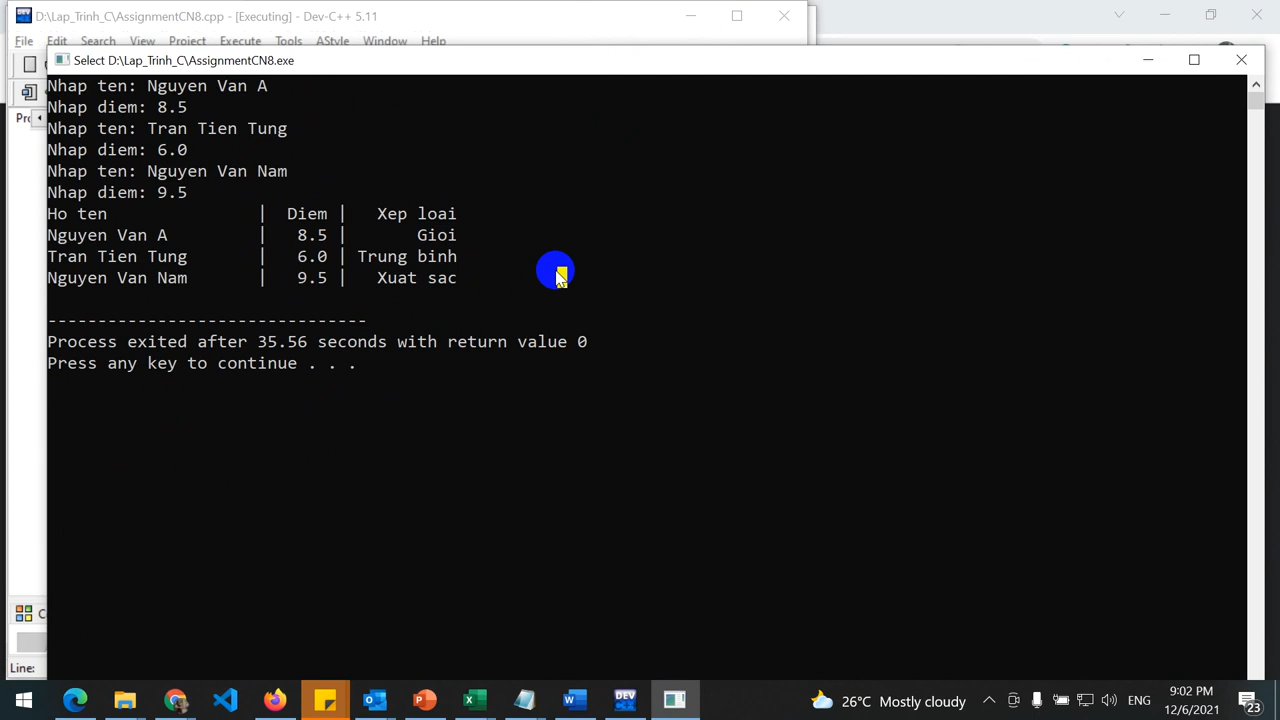 D:\Lap_Trinh_C\AssignmentCN8.cpp - [Executing] - Dev-C++ 5.11
File Edit Search View Project Execute Tools AStyle Window Help
Select D:\Lap_Trinh_C\AssignmentCN8.exe
Nhap ten: Nguyen Van A
Nhap diem: 8.5
Nhap ten: Tran Tien Tung
Nhap diem: 6.0
Nhap ten: Nguyen Van Nam
Nhap diem: 9.5
Ho ten | Diem | Xep loai
Nguyen Van A | 8.5 | Gioi
Tran Tien Tung | 6.0 | Trung binh
Nguyen Van Nam | 9.5 | Xuat sac
--------------------------------
Process exited after 35.56 seconds with return value 0
Press any key to continue . . .
Line:
26°C Mostly cloudy
ENG
9:02 PM
12/6/2021
23
DEV